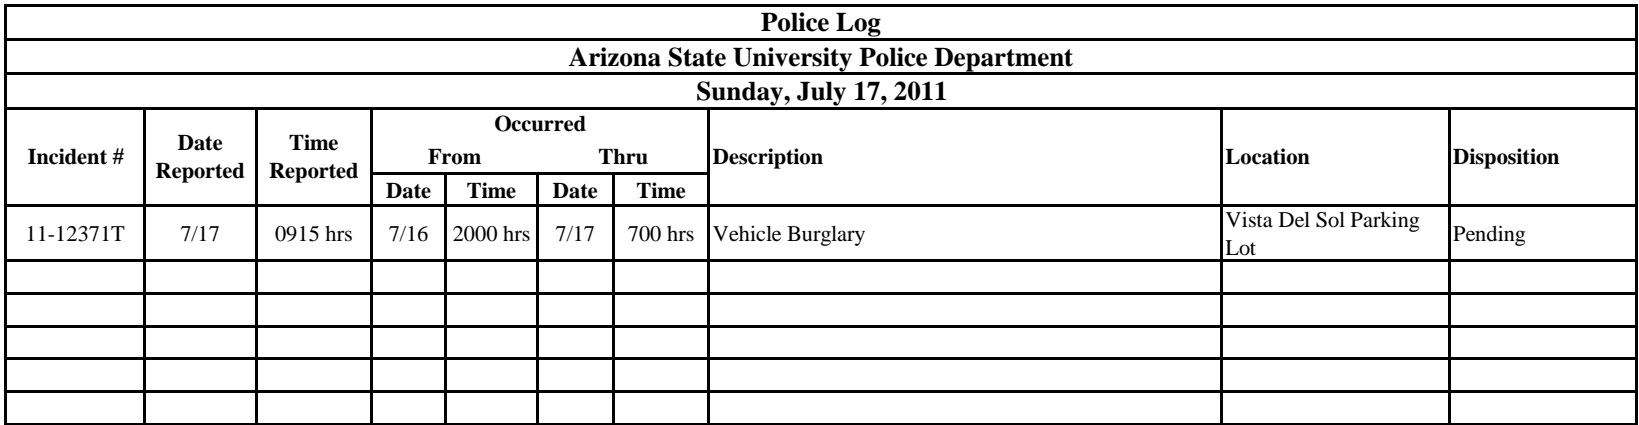 Police Log
Arizona State University Police Department
Sunday, July 17, 2011
Incident # Date Reported Time Reported Occurred Description Location Disposition
From Thru
Date Time Date Time
11-12371T 7/17 0915 hrs 7/16 2000 hrs 7/17 700 hrs Vehicle Burglary Vista Del Sol Parking Lot Pending